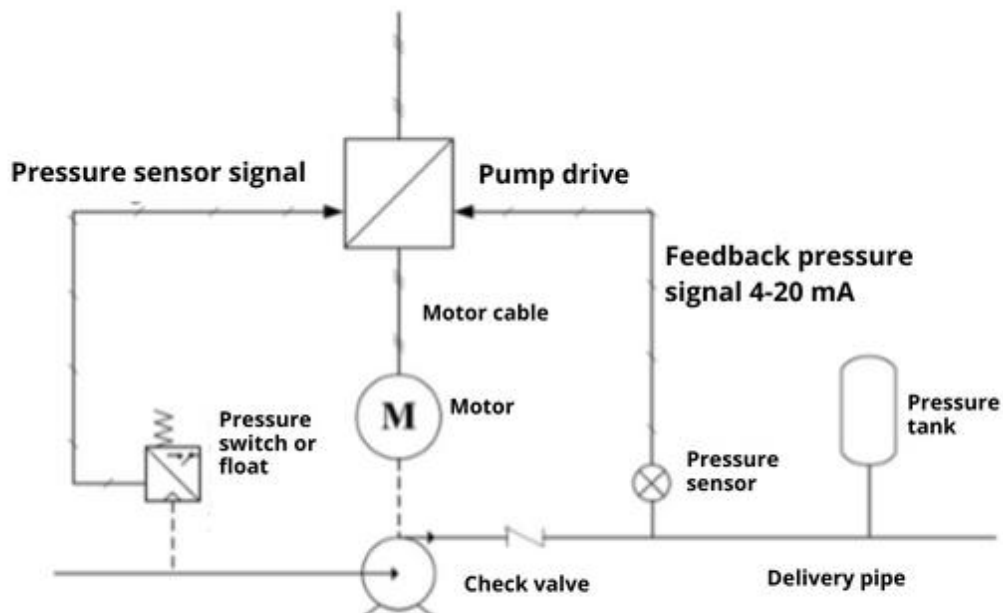 Pressure sensor signal
Pump drive
Feedback pressure
signal 4-20 mA
Motor cable
Pressure
switch or
float
M
Motor
Pressure
tank
Pressure
sensor
Check valve
Delivery pipe